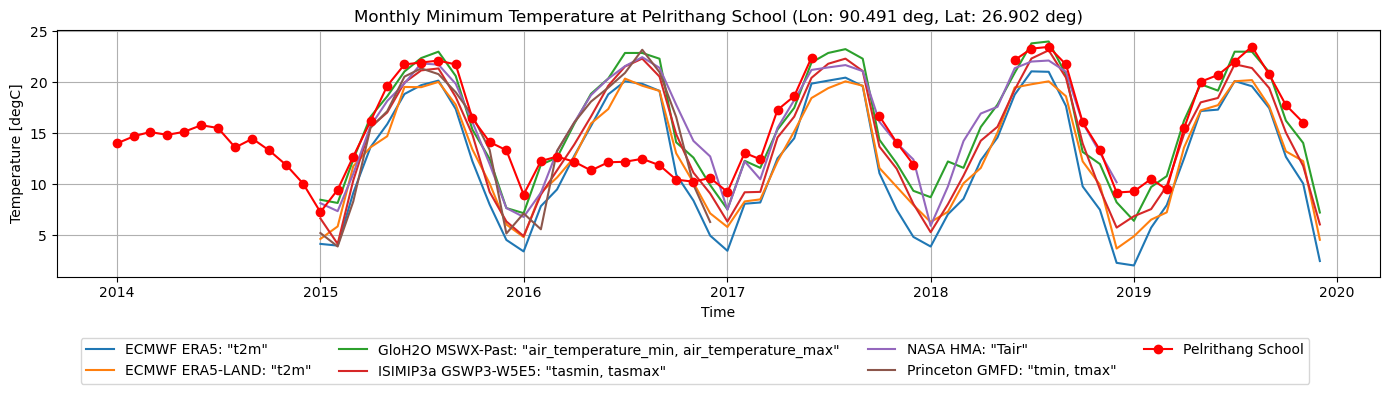 Monthly Minimum Temperature at Pelrithang School (Lon: 90.491 deg, Lat: 26.902 deg)
Temperature [degC]
25
20
15
10
5
2014 2015 2016 2017 2018 2019 2020
Time
ECMWF ERA5: "t2m" GloH2O MSWX-Past: "air_temperature_min, air_temperature_max" NASA HMA: "Tair" Pelrithang School
ECMWF ERA5-LAND: "t2m" ISIMIP3a GSWP3-W5E5: "tasmin, tasmax" Princeton GMFD: "tmin, tmax"